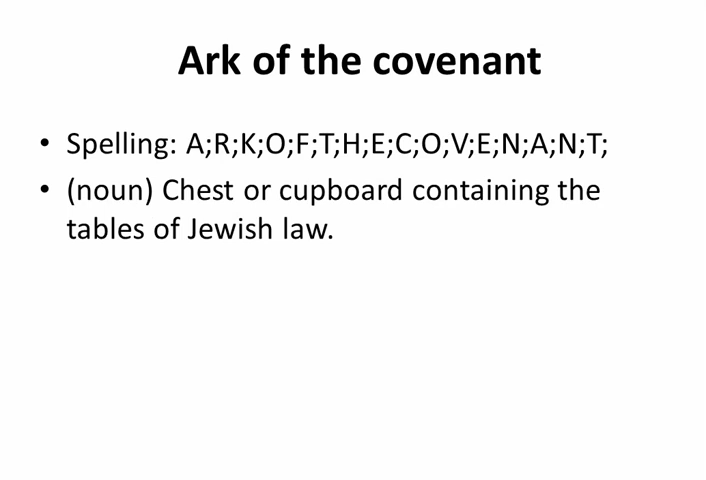 Ark of the covenant
• Spelling: A;R;K;O;F;T;H;E;C;O;V;E;N;A;N;T;
• (noun) Chest or cupboard containing the
tables of Jewish law.